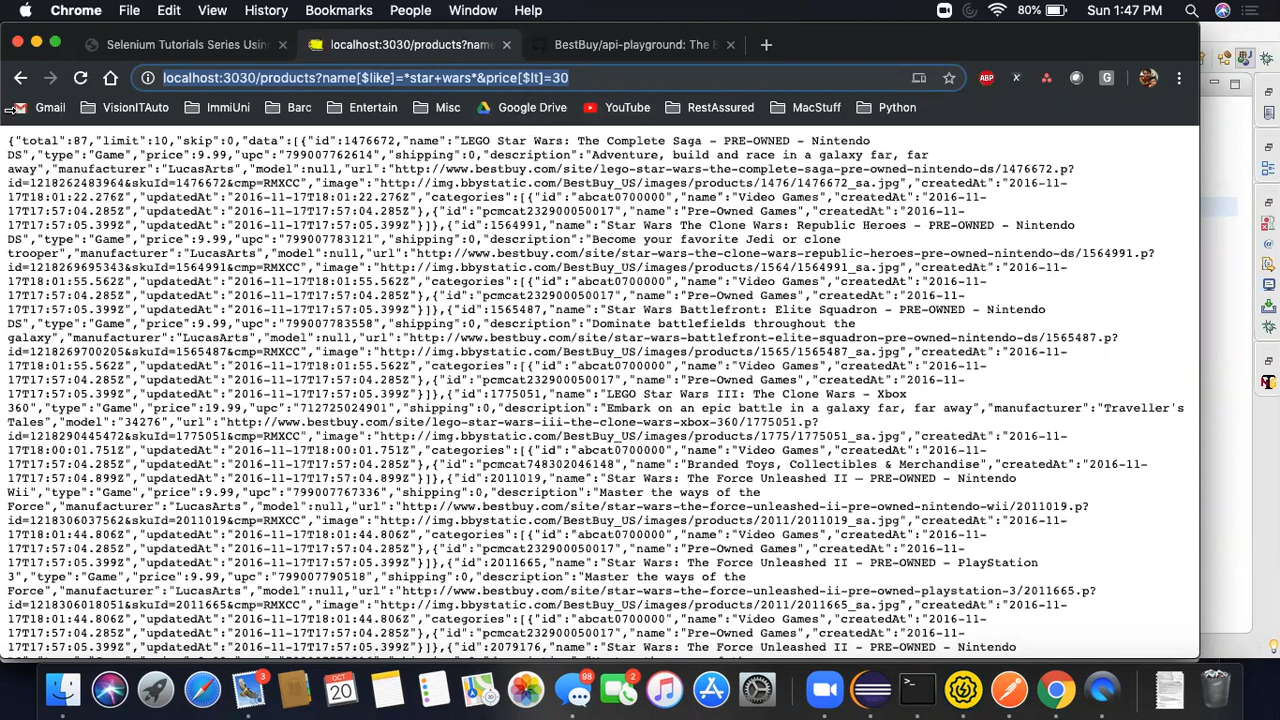 Chrome File Edit View History Bookmarks People Window Help 80% Sun 1:47 PM
Selenium Tutorials Series Usin localhost:3030/products?name BestBuy/api-playground: The B
localhost:3030/products?name[$like]=*star+wars*&price[$lt]=30 ABP G
Gmail VisionITAuto ImmiUni Barc Entertain Misc Google Drive YouTube RestAssured MacStuff Python
{"total":87,"limit":10,"skip":0,"data":[{"id":1476672,"name":"LEGO Star Wars: The Complete Saga - PRE-OWNED - Nintendo
DS","type":"Game","price":9.99,"upc":"799007762614","shipping":0,"description":"Adventure, build and race in a galaxy far, far
away","manufacturer":"LucasArts","model":null,"url":"http://www.bestbuy.com/site/lego-star-wars-the-complete-saga-pre-owned-nintendo-ds/1476672.p?
id=1218262483964&skuId=1476672&cmp=RMXCC","image":"http://img.bbystatic.com/BestBuy_US/images/products/1476/1476672_sa.jpg","createdAt":"2016-11-
17T18:01:22.276Z","updatedAt":"2016-11-17T18:01:22.276Z","categories":[{"id":"abcat0700000","name":"Video Games","createdAt":"2016-11-
17T17:57:04.285Z","updatedAt":"2016-11-17T17:57:04.285Z"},{"id":"pcmcat232900050017","name":"Pre-Owned Games","createdAt":"2016-11-
17T17:57:05.399Z","updatedAt":"2016-11-17T17:57:05.399Z"}]},{"id":1564991,"name":"Star Wars The Clone Wars: Republic Heroes - PRE-OWNED - Nintendo
DS","type":"Game","price":9.99,"upc":"799007783121","shipping":0,"description":"Become your favorite Jedi or clone
trooper","manufacturer":"LucasArts","model":null,"url":"http://www.bestbuy.com/site/star-wars-the-clone-wars-republic-heroes-pre-owned-nintendo-ds/1564991.p?
id=1218269695343&skuId=1564991&cmp=RMXCC","image":"http://img.bbystatic.com/BestBuy_US/images/products/1564/1564991_sa.jpg","createdAt":"2016-11-
17T18:01:55.562Z","updatedAt":"2016-11-17T18:01:55.562Z","categories":[{"id":"abcat0700000","name":"Video Games","createdAt":"2016-11-
17T17:57:04.285Z","updatedAt":"2016-11-17T17:57:04.285Z"},{"id":"pcmcat232900050017","name":"Pre-Owned Games","createdAt":"2016-11-
17T17:57:05.399Z","updatedAt":"2016-11-17T17:57:05.399Z"}]},{"id":1565487,"name":"Star Wars Battlefront: Elite Squadron - PRE-OWNED - Nintendo
DS","type":"Game","price":9.99,"upc":"799007783558","shipping":0,"description":"Dominate battlefields throughout the
galaxy","manufacturer":"LucasArts","model":null,"url":"http://www.bestbuy.com/site/star-wars-battlefront-elite-squadron-pre-owned-nintendo-ds/1565487.p?
id=1218269700205&skuId=1565487&cmp=RMXCC","image":"http://img.bbystatic.com/BestBuy_US/images/products/1565/1565487_sa.jpg","createdAt":"2016-11-
17T18:01:55.562Z","updatedAt":"2016-11-17T18:01:55.562Z","categories":[{"id":"abcat0700000","name":"Video Games","createdAt":"2016-11-
17T17:57:04.285Z","updatedAt":"2016-11-17T17:57:04.285Z"},{"id":"pcmcat232900050017","name":"Pre-Owned Games","createdAt":"2016-11-
17T17:57:05.399Z","updatedAt":"2016-11-17T17:57:05.399Z"}]},{"id":1775051,"name":"LEGO Star Wars III: The Clone Wars - Xbox
360","type":"Game","price":19.99,"upc":"712725024901","shipping":0,"description":"Embark on an epic battle in a galaxy far, far away","manufacturer":"Traveller's
Tales","model":"34276","url":"http://www.bestbuy.com/site/lego-star-wars-iii-the-clone-wars-xbox-360/1775051.p?
id=1218290445472&skuId=1775051&cmp=RMXCC","image":"http://img.bbystatic.com/BestBuy_US/images/products/1775/1775051_sa.jpg","createdAt":"2016-11-
17T18:00:01.751Z","updatedAt":"2016-11-17T18:00:01.751Z","categories":[{"id":"abcat0700000","name":"Video Games","createdAt":"2016-11-
17T17:57:04.285Z","updatedAt":"2016-11-17T17:57:04.285Z"},{"id":"pcmcat748302046148","name":"Branded Toys, Collectibles & Merchandise","createdAt":"2016-11-
17T17:57:04.899Z","updatedAt":"2016-11-17T17:57:04.899Z"}]},{"id":2011019,"name":"Star Wars: The Force Unleashed II — PRE-OWNED - Nintendo
Wii","type":"Game","price":9.99,"upc":"799007767336","shipping":0,"description":"Master the ways of the
Force","manufacturer":"LucasArts","model":null,"url":"http://www.bestbuy.com/site/star-wars-the-force-unleashed-ii-pre-owned-nintendo-wii/2011019.p?
id=1218306037562&skuId=2011019&cmp=RMXCC","image":"http://img.bbystatic.com/BestBuy_US/images/products/2011/2011019_sa.jpg","createdAt":"2016-11-
17T18:01:44.806Z","updatedAt":"2016-11-17T18:01:44.806Z","categories":[{"id":"abcat0700000","name":"Video Games","createdAt":"2016-11-
17T17:57:04.285Z","updatedAt":"2016-11-17T17:57:04.285Z"},{"id":"pcmcat232900050017","name":"Pre-Owned Games","createdAt":"2016-11-
17T17:57:05.399Z","updatedAt":"2016-11-17T17:57:05.399Z"}]},{"id":2011665,"name":"Star Wars: The Force Unleashed II - PRE-OWNED - PlayStation
3","type":"Game","price":9.99,"upc":"799007790518","shipping":0,"description":"Master the ways of the
Force","manufacturer":"LucasArts","model":null,"url":"http://www.bestbuy.com/site/star-wars-the-force-unleashed-ii-pre-owned-playstation-3/2011665.p?
id=1218306018051&skuId=2011665&cmp=RMXCC","image":"http://img.bbystatic.com/BestBuy_US/images/products/2011/2011665_sa.jpg","createdAt":"2016-11-
17T18:01:44.806Z","updatedAt":"2016-11-17T18:01:44.806Z","categories":[{"id":"abcat0700000","name":"Video Games","createdAt":"2016-11-
17T17:57:04.285Z","updatedAt":"2016-11-17T17:57:04.285Z"},{"id":"pcmcat232900050017","name":"Pre-Owned Games","createdAt":"2016-11-
17T17:57:05.399Z","updatedAt":"2016-11-17T17:57:05.399Z"}]},{"id":2079176,"name":"Star Wars: The Force Unleashed II - PRE-OWNED - Nintendo
3 OCT 20 98 2